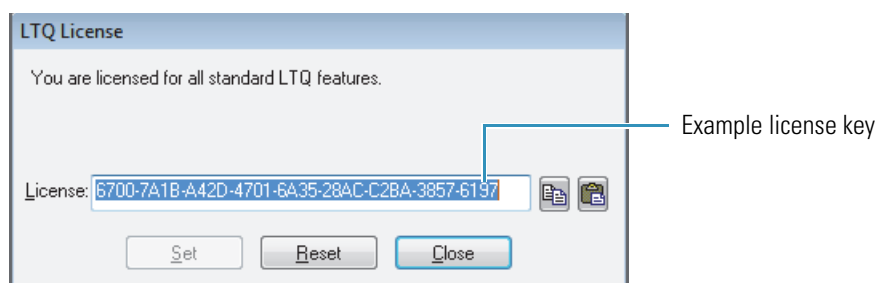 LTQ License
You are licensed for all standard LTQ features.
Example license key
License: 6700-7A1B-A42D-4701-6A35-28AC-C2BA-3857-6197
Set Reset Close